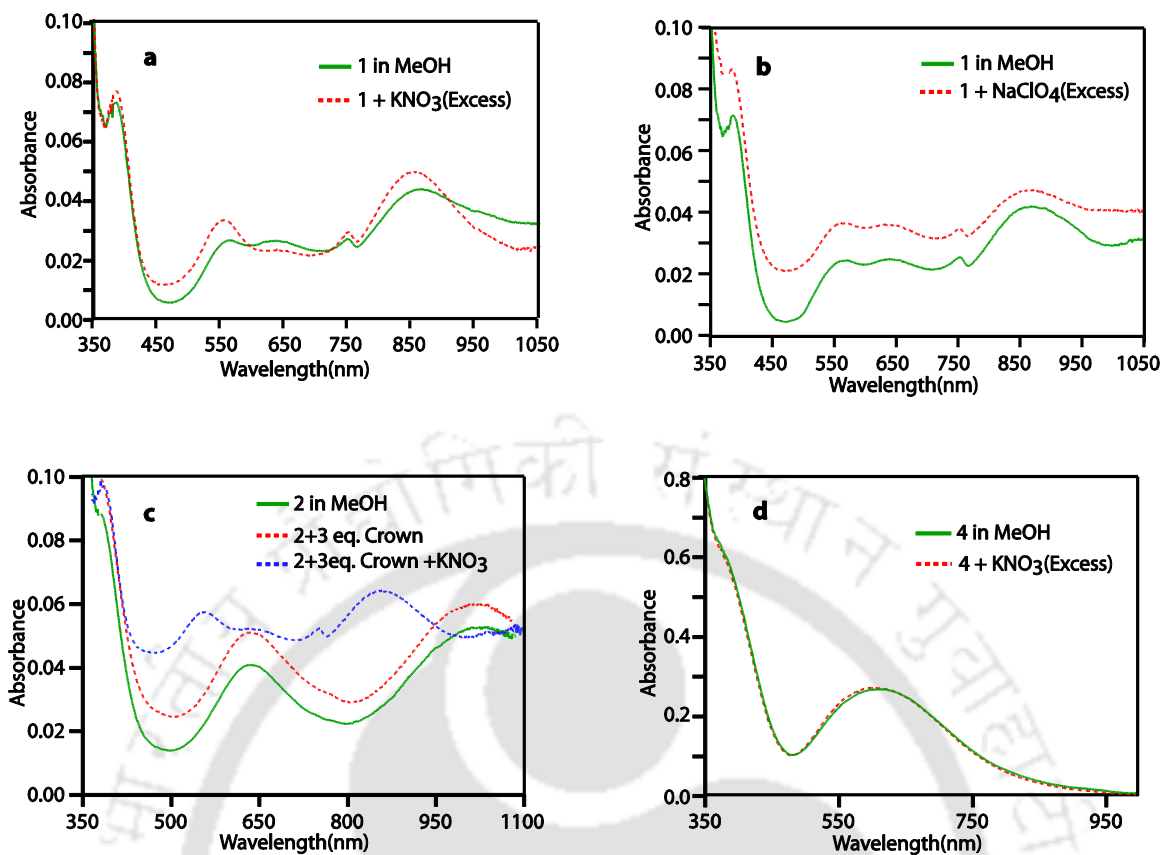 a
1 in MeOH
1 + KNO₃(Excess)
Absorbance
0.10
0.08
0.06
0.04
0.02
0.00
350 450 550 650 750 850 950 1050
Wavelength(nm)
b
1 in MeOH
1 + NaClO₄(Excess)
Absorbance
0.10
0.08
0.06
0.04
0.02
0.00
350 450 550 650 750 850 950 1050
Wavelength(nm)
c
2 in MeOH
2+3 eq. Crown
2+3eq. Crown +KNO₃
Absorbance
0.10
0.08
0.06
0.04
0.02
0.00
350 500 650 800 950 1100
Wavelength(nm)
d
4 in MeOH
4 + KNO₃(Excess)
Absorbance
0.8
0.6
0.4
0.2
0.0
350 550 750 950
Wavelength(nm)